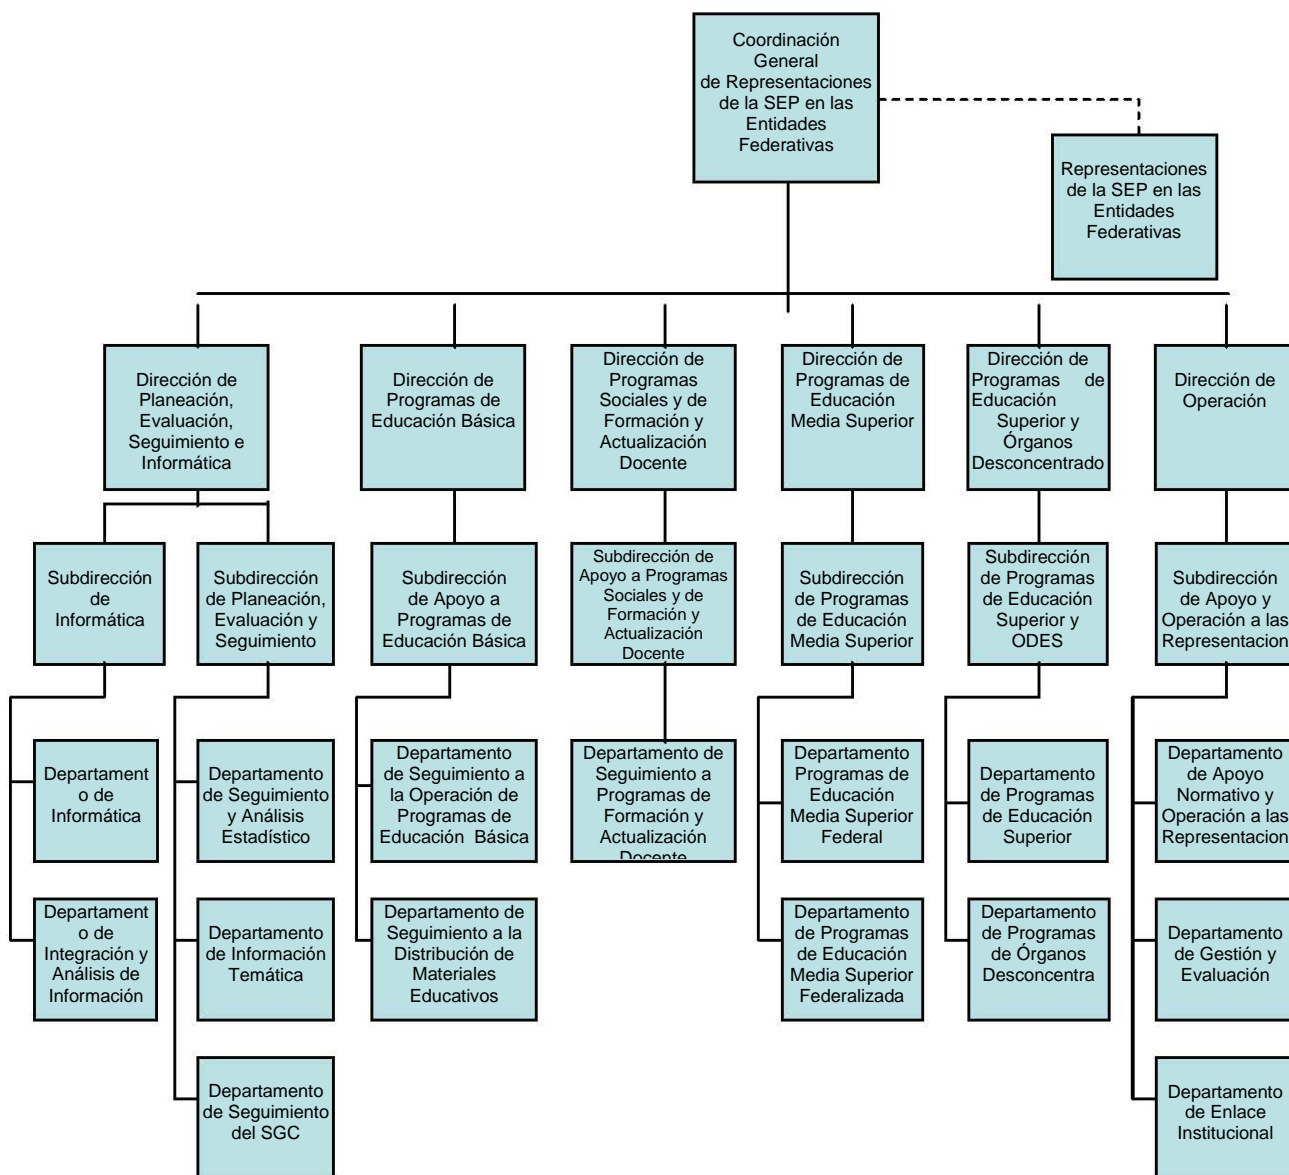 Coordinación
General
de Representaciones
de la SEP en las
Entidades
Federativas
Representaciones
de la SEP en las
Entidades
Federativas
Dirección de
Planeación,
Evaluación,
Seguimiento e
Informática
Dirección de
Programas de
Educación Básica
Dirección de
Programas
Sociales y de
Formación y
Actualización
Docente
Dirección de
Programas de
Educación
Media Superior
Dirección de
Programas de
Educación
Superior y
Órganos
Desconcentrado
Dirección de
Operación
Subdirección
de
Informática
Subdirección
de Planeación,
Evaluación y
Seguimiento
Subdirección
de Apoyo a
Programas de
Educación Básica
Subdirección de
Apoyo a Programas
Sociales y de
Formación y
Actualización
Docente
Subdirección
de Programas
de Educación
Media Superior
Subdirección
de Programas
de Educación
Superior y
ODES
Subdirección
de Apoyo y
Operación a las
Representacion
Departament
o de
Informática
Departamento
de Seguimiento
y Análisis
Estadístico
Departamento
de Seguimiento a
la Operación de
Programas de
Educación Básica
Departamento de
Seguimiento a
Programas de
Formación y
Actualización
Docente
Departamento
Programas de
Educación
Media Superior
Federal
Departamento
de Programas
de Educación
Superior
Departamento
de Apoyo
Normativo y
Operación a las
Representacion
Departament
o de
Integración y
Análisis de
Información
Departamento
de Información
Temática
Departamento de
Seguimiento a la
Distribución de
Materiales
Educativos
Departamento
de Programas
de Educación
Media Superior
Federalizada
Departamento
de Programas
de Órganos
Desconcentra
Departamento
de Gestión y
Evaluación
Departamento
de Seguimiento
del SGC
Departamento
de Enlace
Institucional